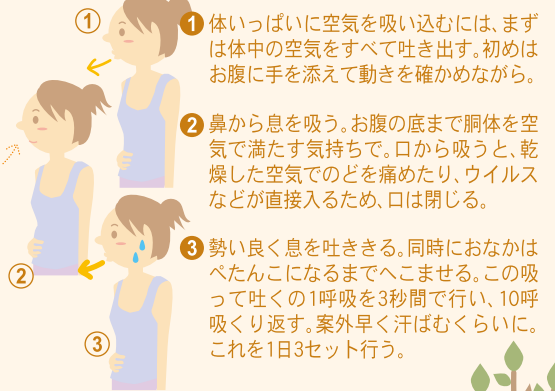 ①
❶ 体いっぱいに空気を吸い込むには、まず
は体中の空気をすべて吐き出す。初めは
お腹に手を添えて動きを確かめながら。
②
❷ 鼻から息を吸う。お腹の底まで胴体を空
気で満たす気持ちで。口から吸うと、乾
燥した空気でのどを痛めたり、ウイルス
などが直接入るため、口は閉じる。
③
❸ 勢い良く息を吐ききる。同時におなかは
ぺたんこになるまでへこませる。この吸
って吐くの1呼吸を3秒間で行い、10呼
吸くり返す。案外早く汗ばむくらいに。
これを1日3セット行う。